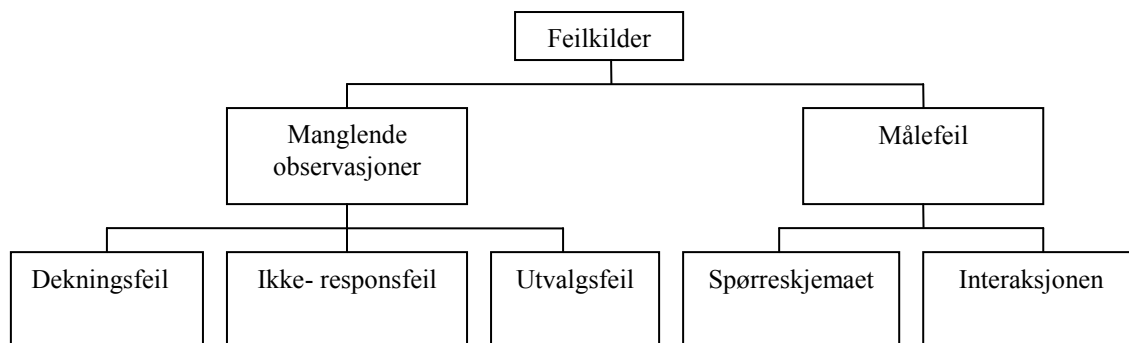 Feilkilder
Manglende
observasjoner
Målefeil
Dekningsfeil
Ikke- responsfeil
Utvalgsfeil
Spørreskjemaet
Interaksjonen